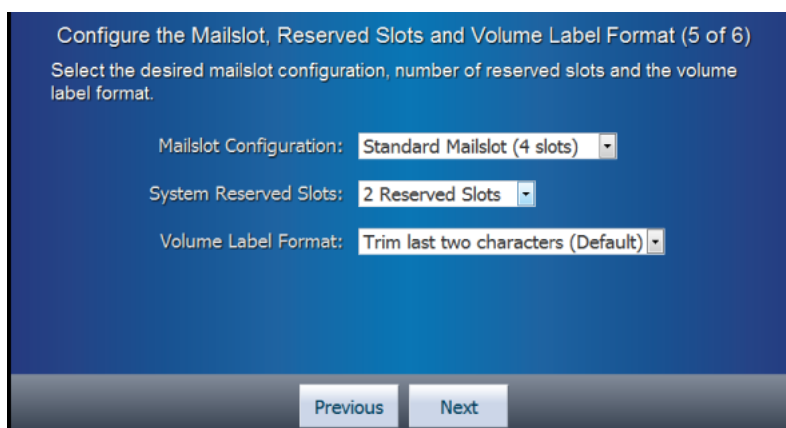 Configure the Mailslot, Reserved Slots and Volume Label Format (5 of 6)
Select the desired mailslot configuration, number of reserved slots and the volume
label format.
Mailslot Configuration: Standard Mailslot (4 slots)
System Reserved Slots: 2 Reserved Slots
Volume Label Format: Trim last two characters (Default)
Previous Next